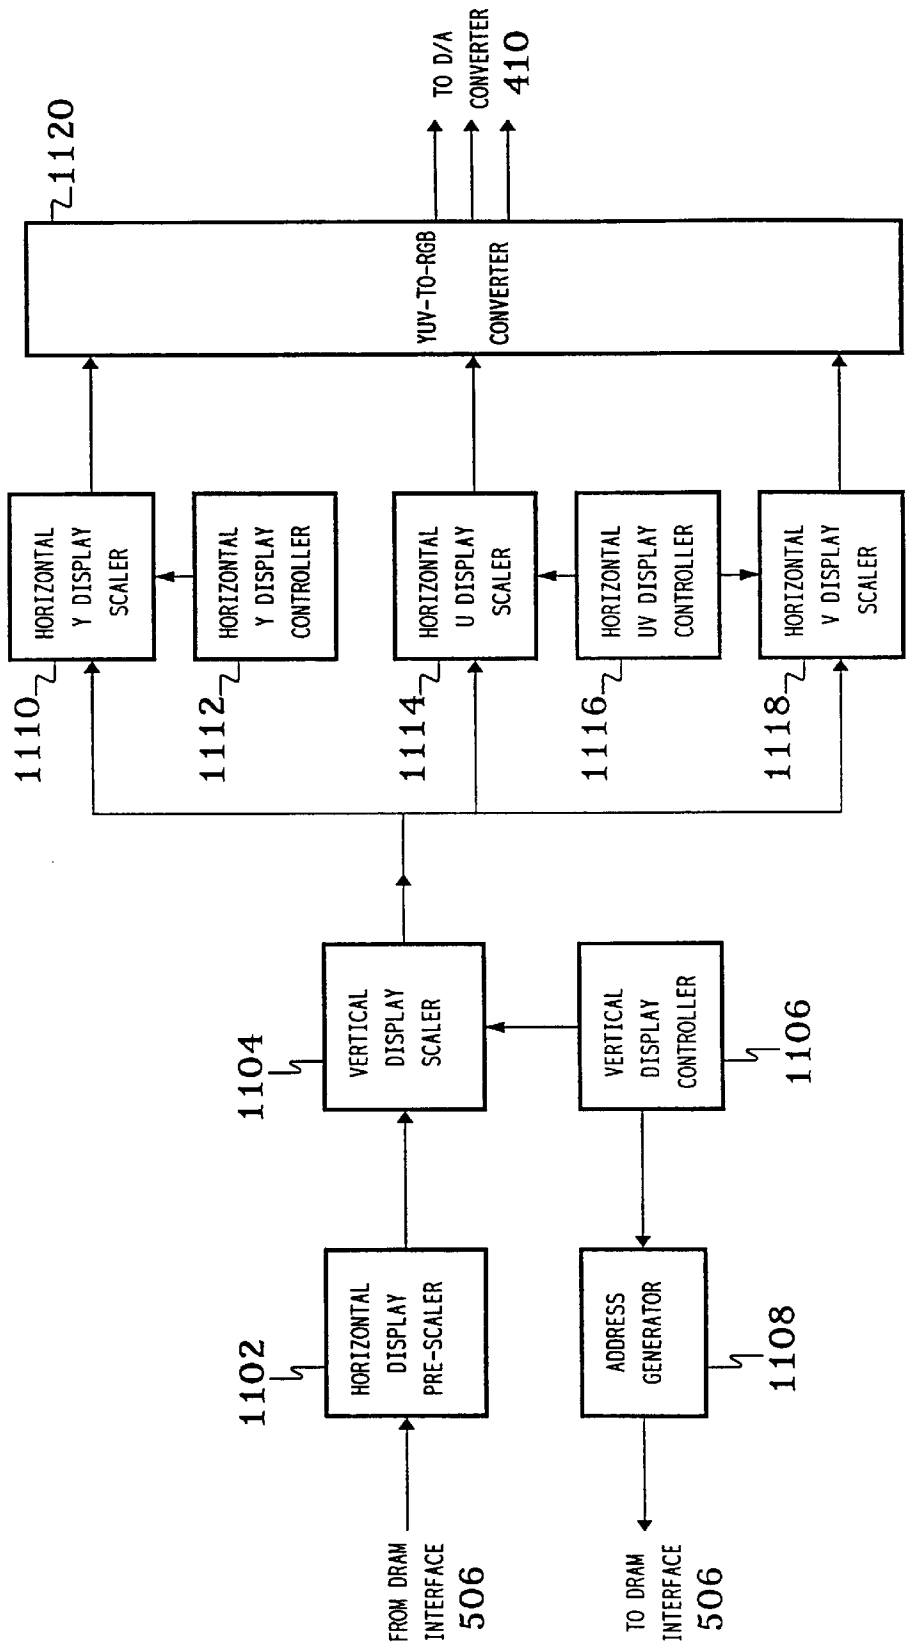 FROM DRAM
INTERFACE
506
TO DRAM
INTERFACE
506
1102
HORIZONTAL
DISPLAY
PRE-SCALER
ADDRESS
GENERATOR
1108
1104
VERTICAL
DISPLAY
SCALER
VERTICAL
DISPLAY
CONTROLLER
1106
1110
HORIZONTAL
Y DISPLAY
SCALER
1112
HORIZONTAL
Y DISPLAY
CONTROLLER
1114
HORIZONTAL
U DISPLAY
SCALER
1116
HORIZONTAL
UV DISPLAY
CONTROLLER
1118
HORIZONTAL
V DISPLAY
SCALER
1120
YUV-TO-RGB
CONVERTER
TO D/A
CONVERTER
410